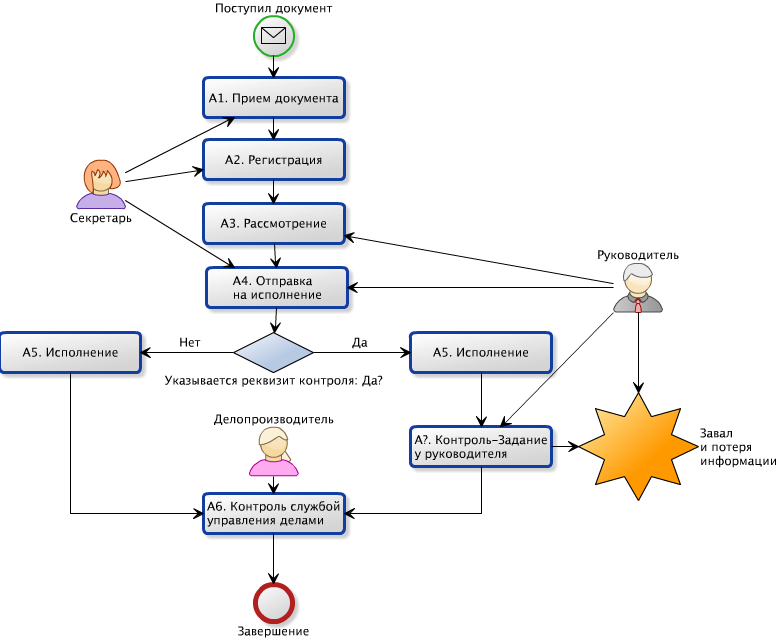 Поступил документ
А1. Прием документа
А2. Регистрация
Секретарь
А3. Рассмотрение
Руководитель
А4. Отправка
на исполнение
Нет
Да
А5. Исполнение
А5. Исполнение
Указывается реквизит контроля: Да?
Делопроизводитель
А?. Контроль-Задание
у руководителя
Завал
и потеря
информации
А6. Контроль службой
управления делами
Завершение